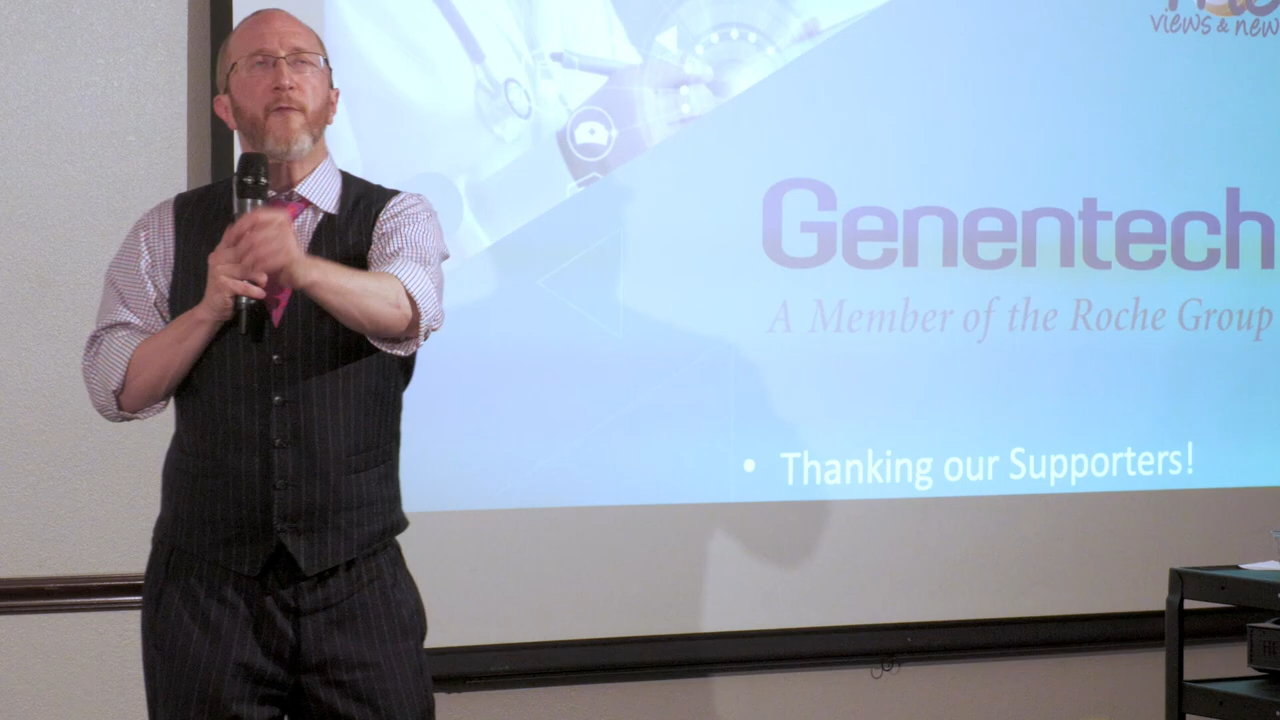 views & new
Genentech
A Member of the Roche Group
• Thanking our Supporters!